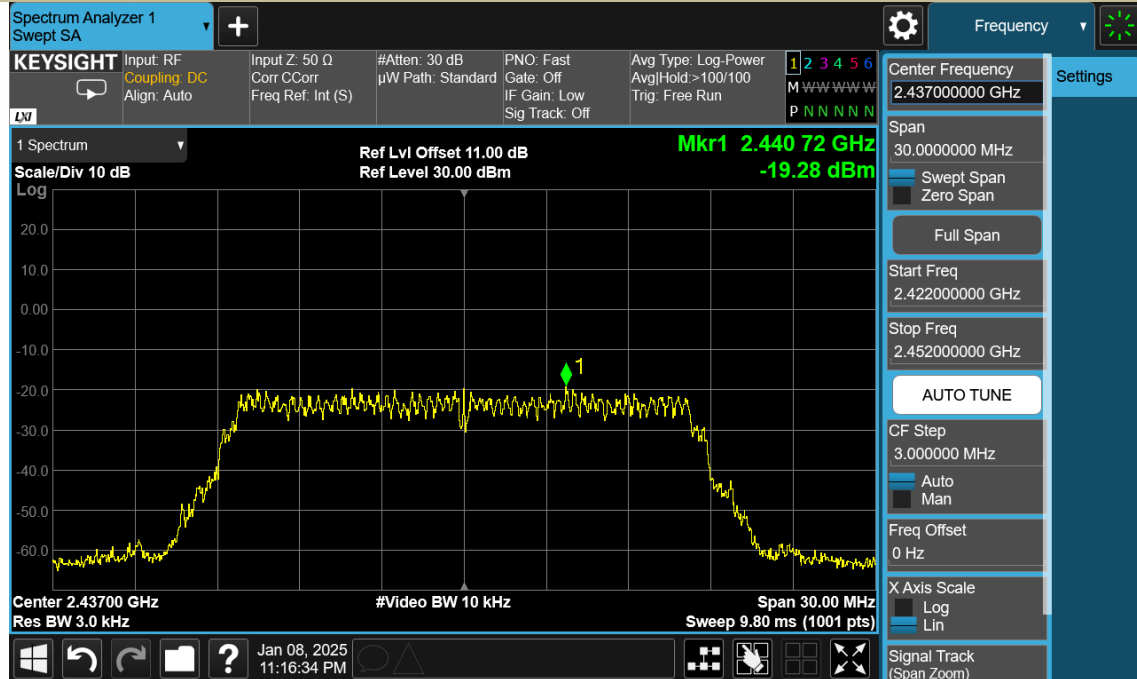 Spectrum Analyzer 1
Swept SA
Frequency
KEYSIGHT
LXI
Input: RF
Coupling: DC
Align: Auto
Input Z: 50 Ω
Corr CCorr
Freq Ref: Int (S)
#Atten: 30 dB
µW Path: Standard
PNO: Fast
Gate: Off
IF Gain: Low
Sig Track: Off
Avg Type: Log-Power
Avg|Hold:>100/100
Trig: Free Run
1 2 3 4 5 6
M W W W W W
P N N N N N
1 Spectrum
Scale/Div 10 dB
Ref Lvl Offset 11.00 dB
Ref Level 30.00 dBm
Mkr1 2.440 72 GHz
-19.28 dBm
Log
20.0
10.0
0.00
-10.0
-20.0
-30.0
-40.0
-50.0
-60.0
1
Center 2.43700 GHz
Res BW 3.0 kHz
#Video BW 10 kHz
Span 30.00 MHz
Sweep 9.80 ms (1001 pts)
Jan 08, 2025
11:16:34 PM
Center Frequency
2.437000000 GHz
Span
30.0000000 MHz
Swept Span
Zero Span
Full Span
Start Freq
2.422000000 GHz
Stop Freq
2.452000000 GHz
AUTO TUNE
CF Step
3.000000 MHz
Auto
Man
Freq Offset
0 Hz
X Axis Scale
Log
Lin
Signal Track
(Span Zoom)
Settings